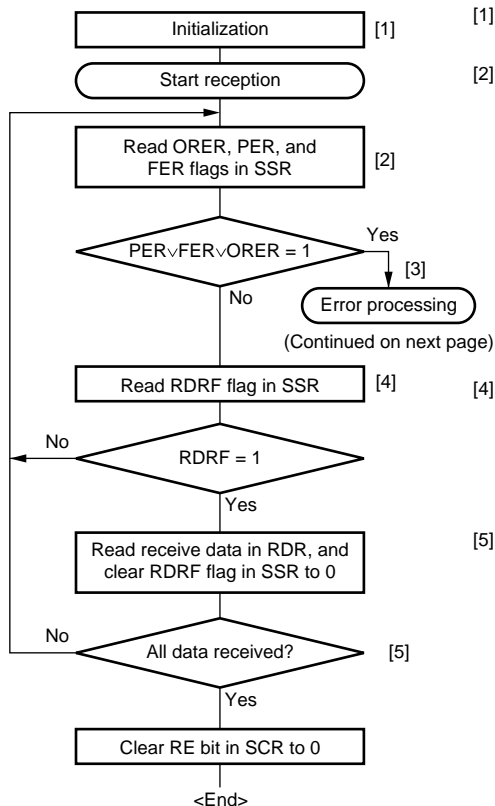 Initialization
[1]
[1]
Start reception
[2]
Read ORER, PER, and
FER flags in SSR
[2]
PER∨FER∨ORER = 1
Yes
[3]
No
Error processing
(Continued on next page)
Read RDRF flag in SSR
[4]
[4]
No
RDRF = 1
Yes
Read receive data in RDR, and
clear RDRF flag in SSR to 0
[5]
No
All data received?
[5]
Yes
Clear RE bit in SCR to 0
<End>